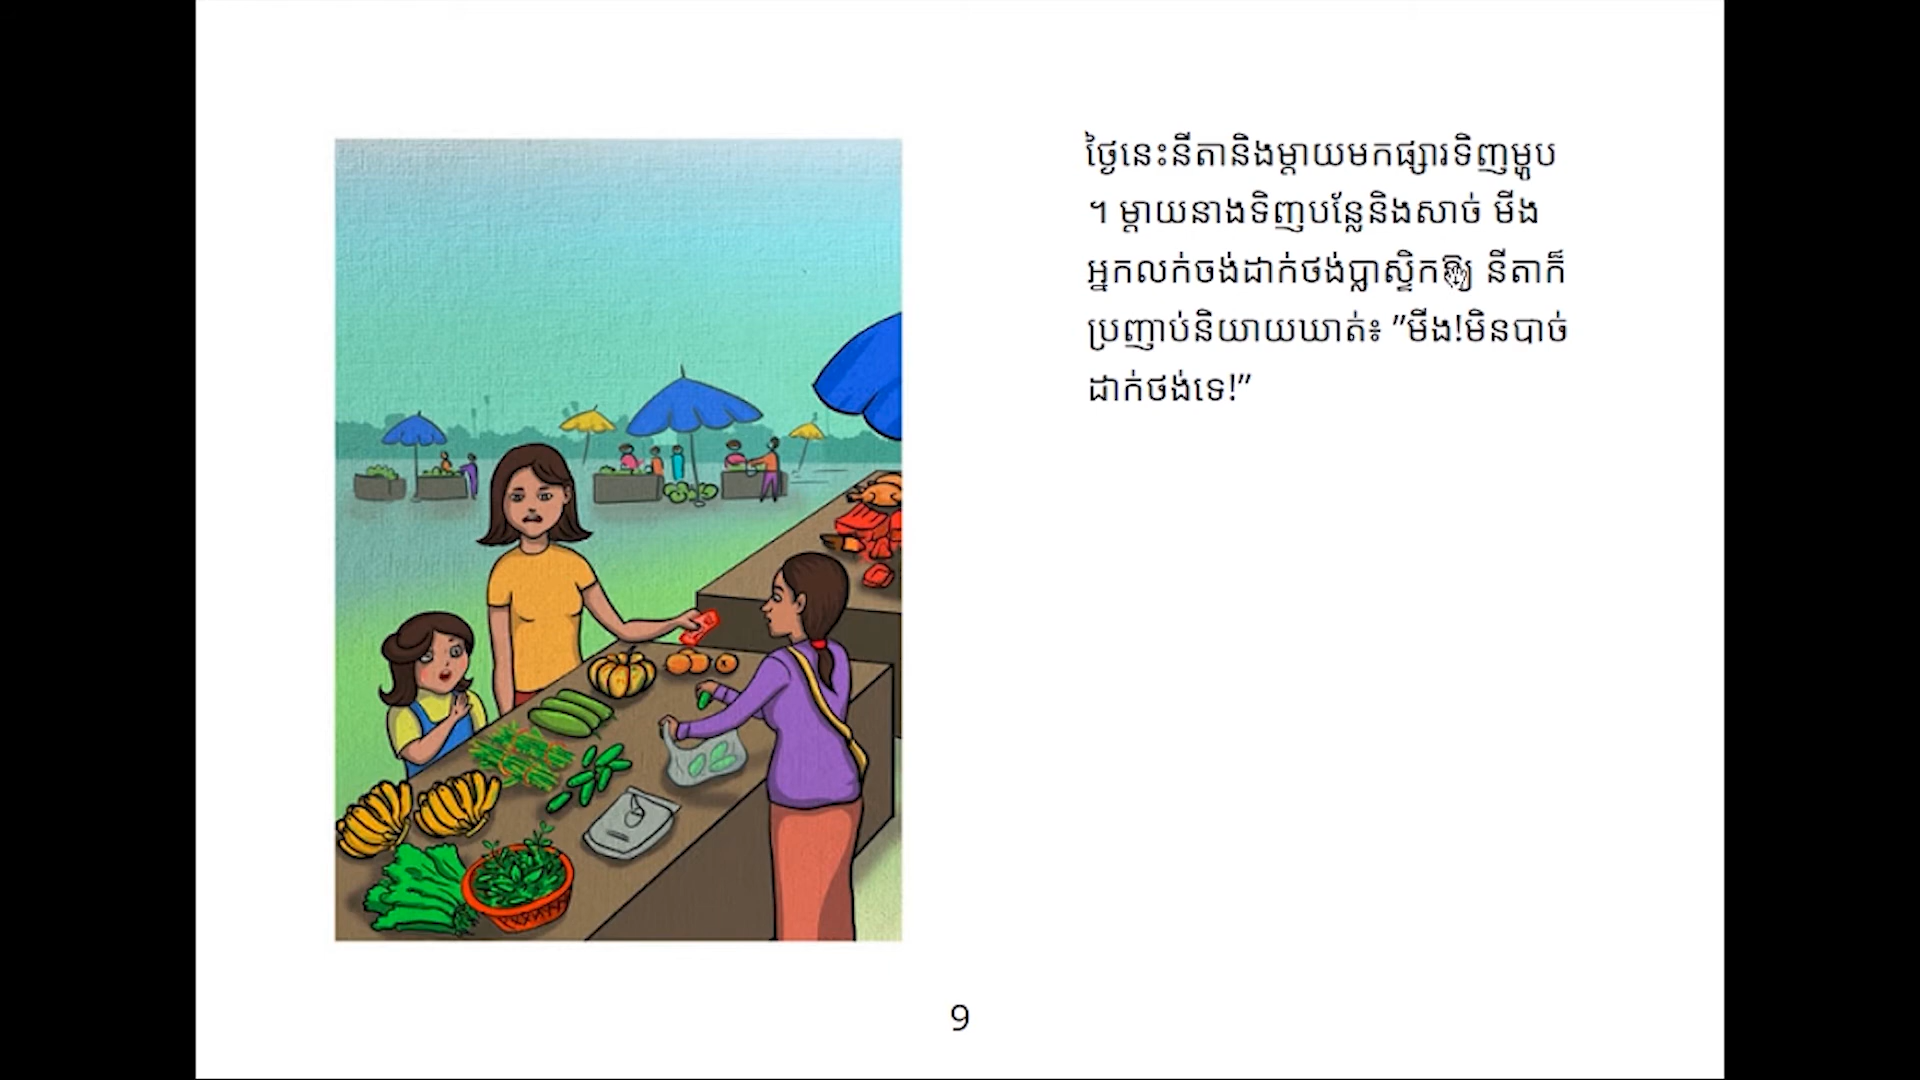 ថ្ងៃនេះនីតានិងម្ដាយមកផ្សារទិញម្ហូប
។ ម្ដាយនាងទិញបន្លែនិងសាច់ មីង
អ្នកលក់ចង់ដាក់ថង់ប្លាស្ទិកឱ្យ នីតាក៏
ប្រញាប់និយាយឃាត់៖ "មីង!មិនបាច់
ដាក់ថង់ទេ!"
9